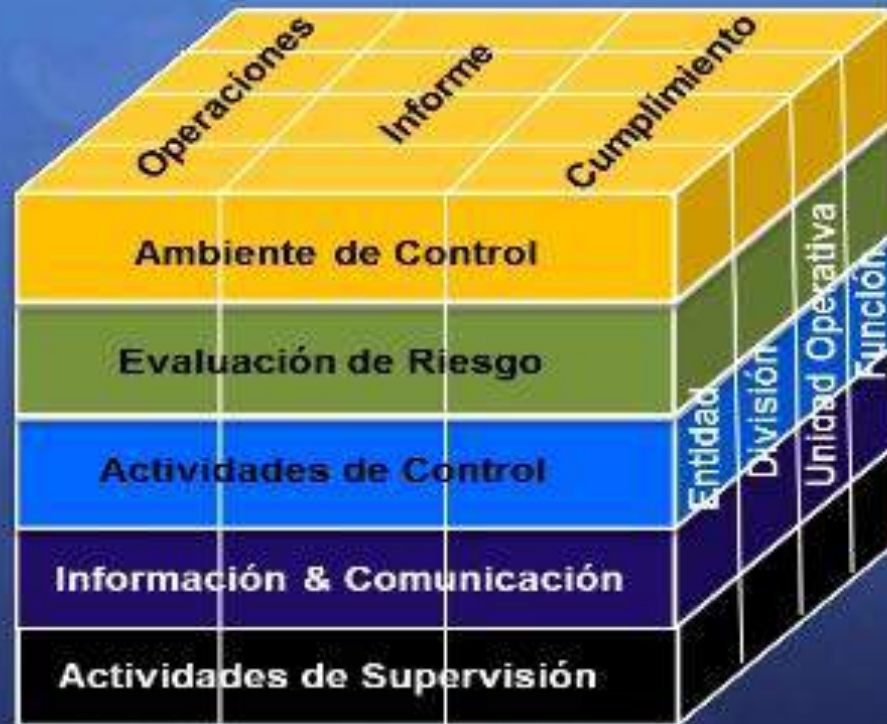 Operaciones
Informe
Cumplimiento
Ambiente de Control
Evaluación de Riesgo
Actividades de Control
Información & Comunicación
Actividades de Supervisión
Entidad
División
Unidad Operativa
Función